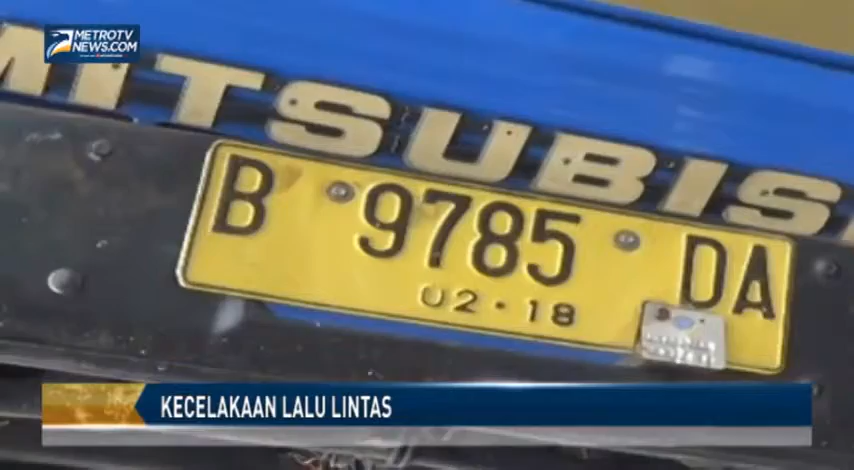 METROTV
NEWS.COM
MITSUBIS
B 9785 DA
02 · 18
KECELAKAAN LALU LINTAS